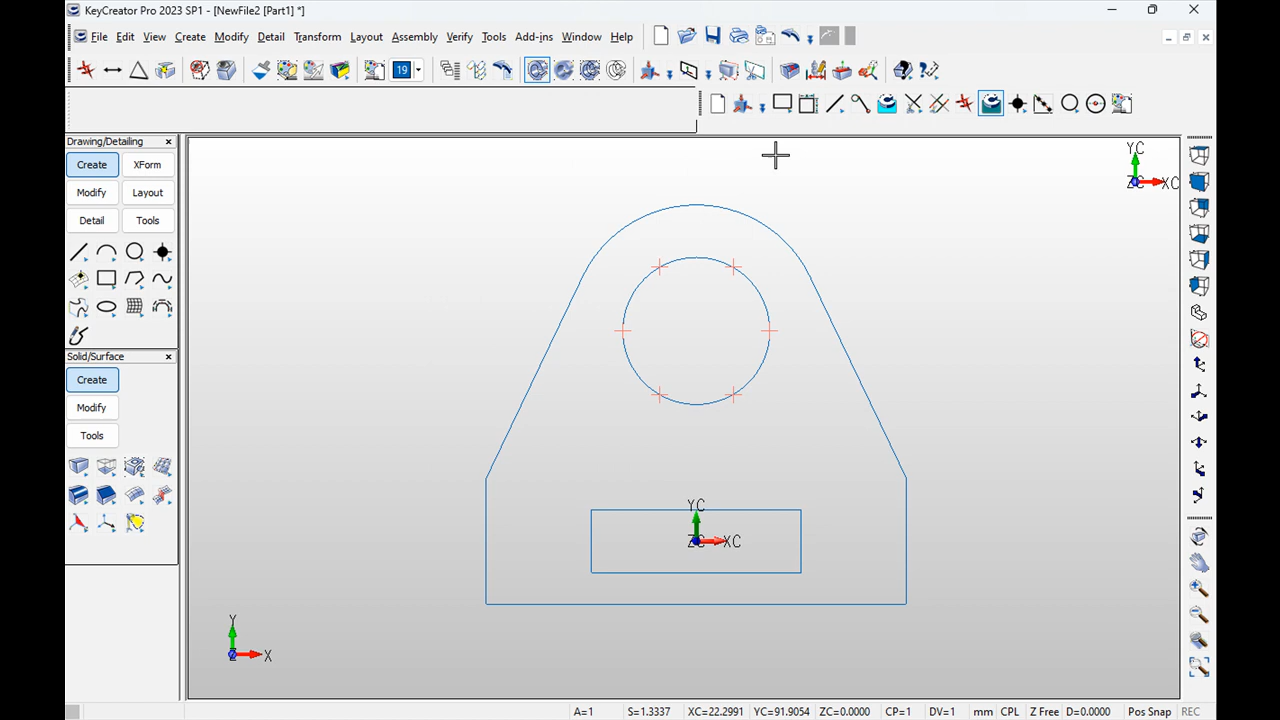 KeyCreator Pro 2023 SP1 - [NewFile2 [Part1] *]
File Edit View Create Modify Detail Transform Layout Assembly Verify Tools Add-ins Window Help
19
Drawing/Detailing
Create XForm
Modify Layout
Detail Tools
Solid/Surface
Create
Modify
Tools
YC
ZC XC
YC
ZC XC
Y
Z X
A=1 S=1.3337 XC=22.2991 YC=91.9054 ZC=0.0000 CP=1 DV=1 mm CPL Z Free D=0.0000 Pos Snap REC